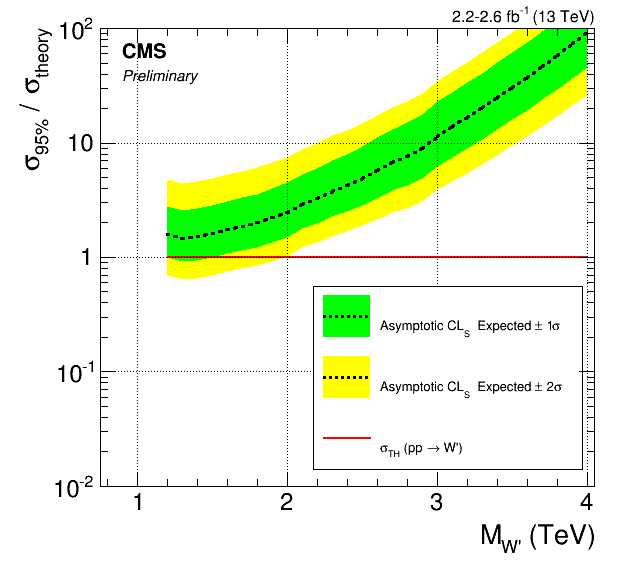 2.2-2.6 fb⁻¹ (13 TeV)
CMS
Preliminary
σ95% / σtheory
10²
10
1
10⁻¹
10⁻²
Asymptotic CLS Expected ± 1σ
Asymptotic CLS Expected ± 2σ
σTH (pp → W')
1 2 3 4
MW' (TeV)